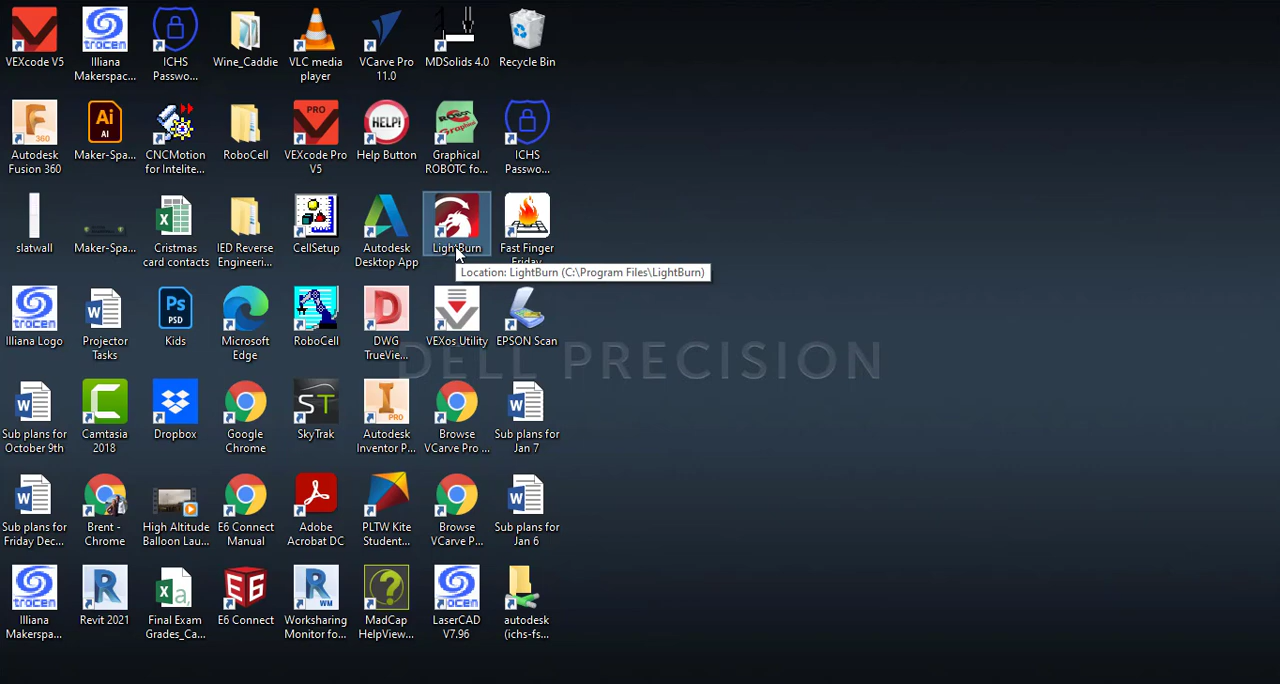 VEXcode V5
Illiana Makerspac...
ICHS Passwo...
Wine_Caddie
VLC media player
VCarve Pro 11.0
MDSolids 4.0
Recycle Bin
Autodesk Fusion 360
Maker-Spa...
CNCMotion for Intelite...
RoboCell
PRO
VEXcode Pro V5
HELP!
Help Button
Graphical ROBOTC fo...
ICHS Passwo...
slatwall
Maker-Spa...
Cristmas card contacts
IED Reverse Engineeri...
CellSetup
Autodesk Desktop App
LightBurn
Fast Finger Friday
Location: LightBurn (C:\Program Files\LightBurn)
Illiana Logo
Projector Tasks
Kids
Microsoft Edge
RoboCell
DWG TrueVie...
VEXos Utility
EPSON Scan
DELL PRECISION
Sub plans for October 9th
Camtasia 2018
Dropbox
Google Chrome
SkyTrak
Autodesk Inventor P...
Browse VCarve Pro ...
Sub plans for Jan 7
Sub plans for Friday Dec...
Brent - Chrome
High Altitude Balloon Lau...
E6 Connect Manual
Adobe Acrobat DC
PLTW Kite Student...
Browse VCarve P...
Sub plans for Jan 6
Illiana Makerspa...
Revit 2021
Final Exam Grades_Ca...
E6 Connect
Worksharing Monitor fo...
MadCap HelpView...
LaserCAD V7.96
autodesk (ichs-fs...